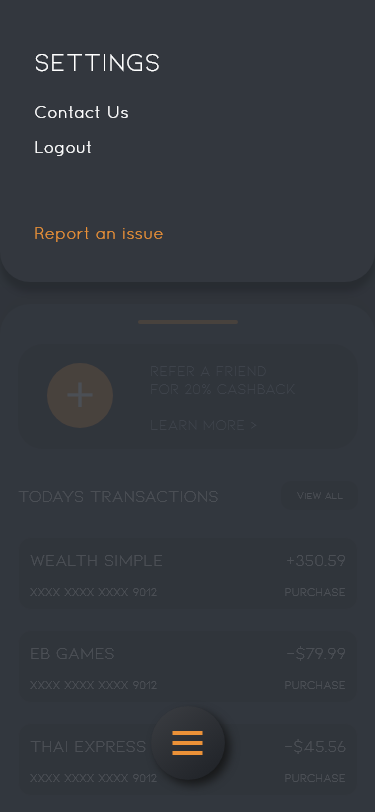 SETTINGS
Contact Us
Logout
Report an issue
REFER A FRIEND
FOR 20% CASHBACK
LEARN MORE >
TODAYS TRANSACTIONS
VIEW ALL
WEALTH SIMPLE
+350.59
XXXX XXXX XXXX 9012
PURCHASE
EB GAMES
-$79.99
XXXX XXXX XXXX 9012
PURCHASE
THAI EXPRESS
-$45.56
XXXX XXXX XXXX 9012
PURCHASE